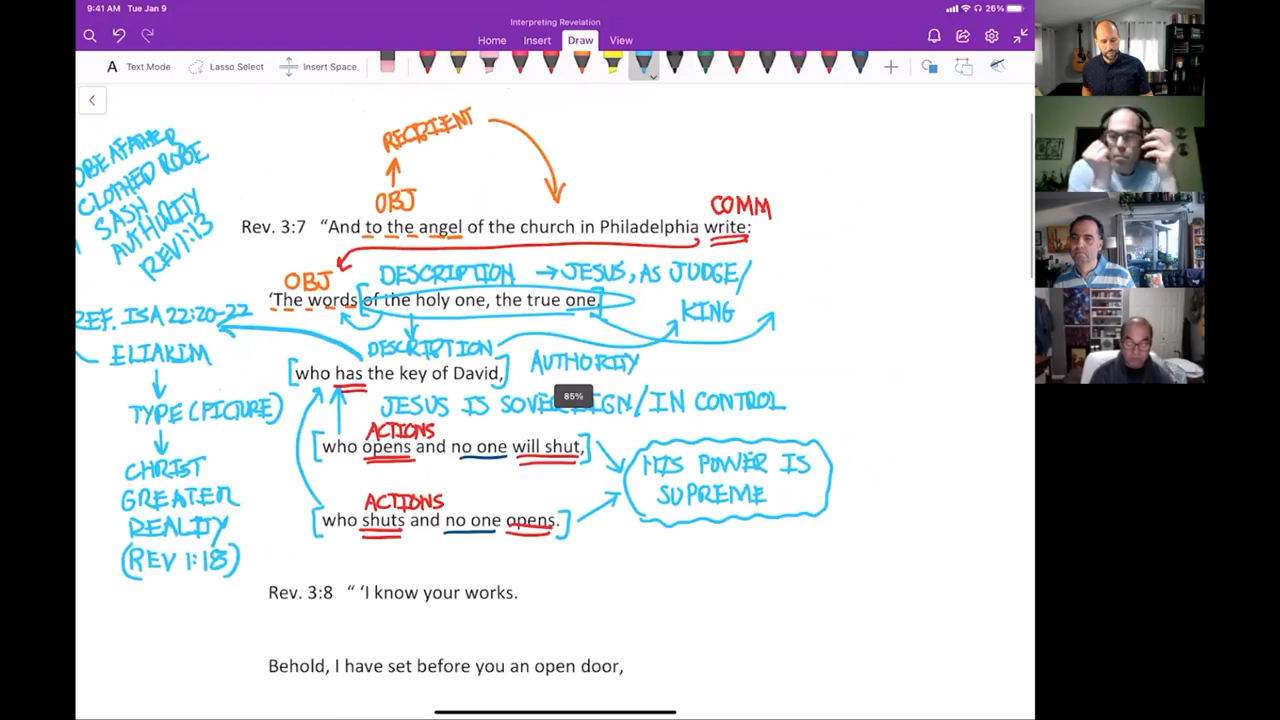 9:41 AM Tue Jan 9
26%
Interpreting Revelation
Home Insert Draw View
A Text Mode Lasso Select Insert Space
RECIPIENT
OBJ
CLOTHED ROBE
SASH
AUTHORITY
REV 1:13
COMM
Rev. 3:7 “And to the angel of the church in Philadelphia write:
OBJ DESCRIPTION → JESUS, AS JUDGE/
KING
‘The words of the holy one, the true one,
REF. ISA 22:20-22
ELIAKIM
DESCRIPTION
AUTHORITY
who has the key of David,
85%
TYPE (PICTURE)
JESUS IS SOVEREIGN/IN CONTROL
ACTIONS
who opens and no one will shut,
CHRIST
GREATER
REALITY
(REV 1:18)
HIS POWER IS
SUPREME
ACTIONS
who shuts and no one opens.
Rev. 3:8 “ ‘I know your works.
Behold, I have set before you an open door,